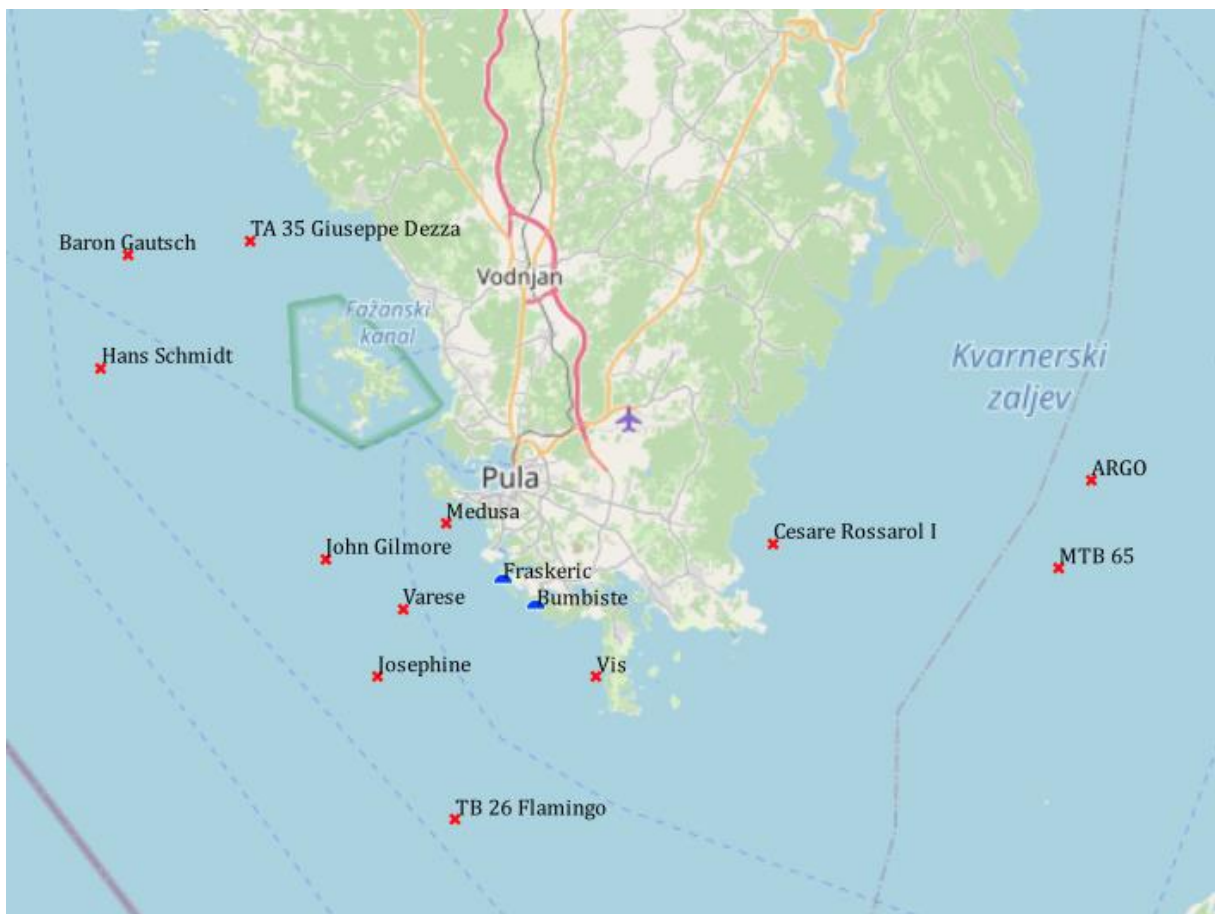 TA 35 Giuseppe Dezza
Baron Gautsch
Vodnjan
Fažanski
kanal
Hans Schmidt
Kvarnerski
zaljev
ARGO
Pula
Medusa
Cesare Rossarol I
John Gilmore
MTB 65
Fraskeric
Varese
Bumbiste
Josephine
Vis
TB 26 Flamingo